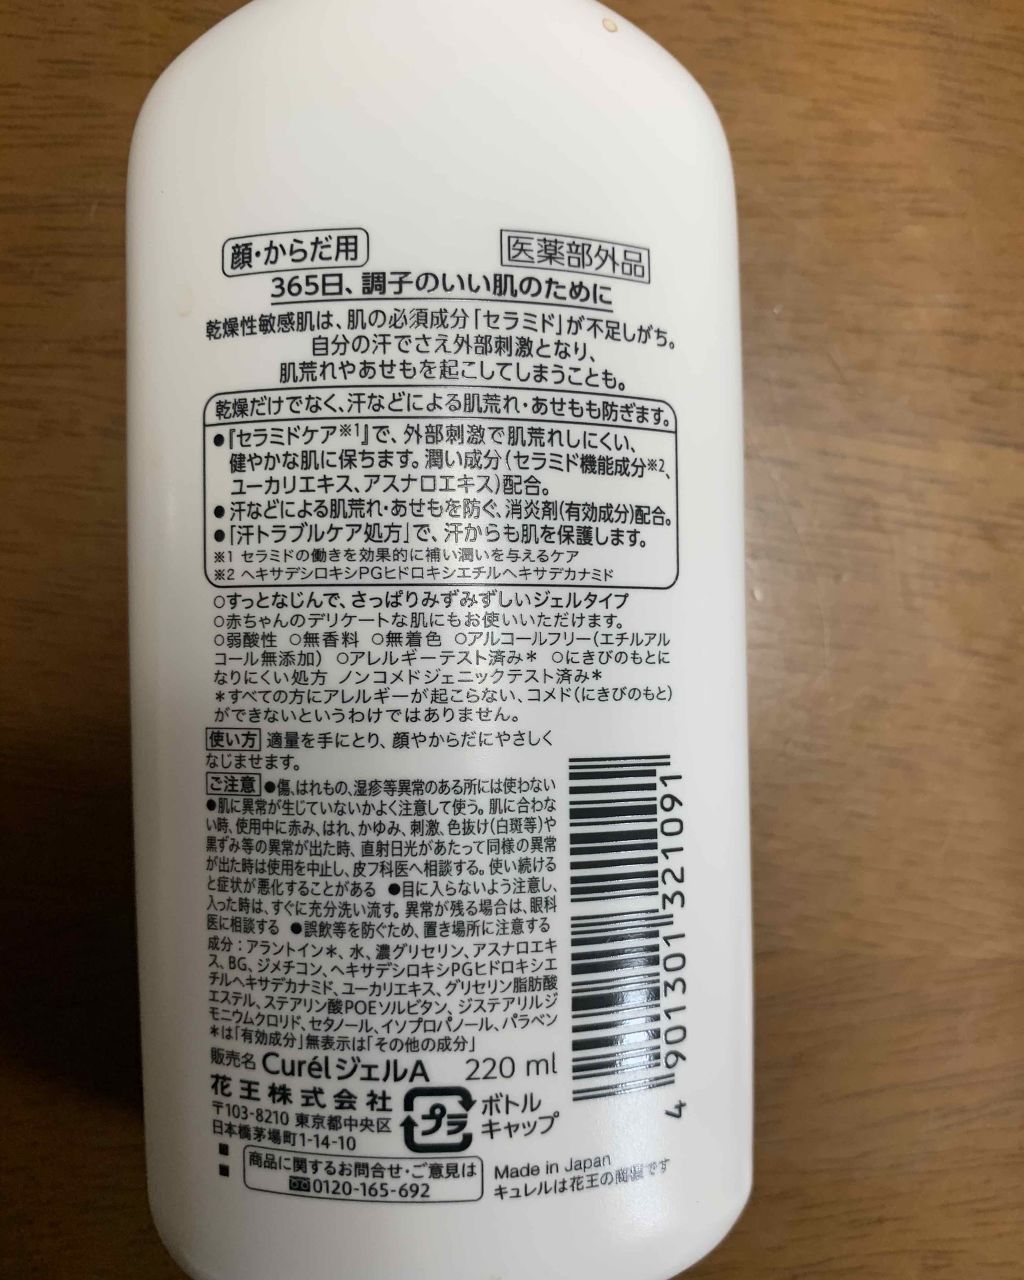 顔・からだ用
医薬部外品
365日、調子のいい肌のために
乾燥性敏感肌は、肌の必須成分「セラミド」が不足しがち。
自分の汗でさえ外部刺激となり、
肌荒れやあせもを起こしてしまうことも。
乾燥だけでなく、汗などによる肌荒れ・あせもも防ぎます。
●『セラミドケア※1』で、外部刺激で肌荒れしにくい、
健やかな肌に保ちます。潤い成分(セラミド機能成分※2、
ユーカリエキス、アスナロエキス)配合。
●汗などによる肌荒れ・あせもを防ぐ、消炎剤(有効成分)配合。
●「汗トラブルケア処方」で、汗からも肌を保護します。
※1 セラミドの働きを効果的に補い潤いを与えるケア
※2 ヘキサデシロキシPGヒドロキシエチルヘキサデカナミド
○すっとなじんで、さっぱりみずみずしいジェルタイプ
○赤ちゃんのデリケートな肌にもお使いいただけます。
○弱酸性 ○無香料 ○無着色 ○アルコールフリー(エチルアル
コール無添加) ○アレルギーテスト済み＊ ○にきびのもとに
なりにくい処方 ノンコメドジェニックテスト済み＊
＊すべての方にアレルギーが起こらない、コメド(にきびのもと)
ができないというわけではありません。
使い方 適量を手にとり、顔やからだにやさしく
なじませます。
ご注意 ●傷、はれもの、湿疹等異常のある所には使わない
●肌に異常が生じていないかよく注意して使う。肌に合わな
い時、使用中に赤み、はれ、かゆみ、刺激、色抜け(白斑等)や
黒ずみ等の異常が出た時、直射日光があたって同様の異常
が出た時は使用を中止し、皮フ科医へ相談する。使い続ける
と症状が悪化することがある ●目に入らないよう注意し、
入った時は、すぐに充分洗い流す。異常が残る場合は、眼科
医に相談する ●誤飲等を防ぐため、置き場所に注意する
成分：アラントイン＊、水、濃グリセリン、アスナロエキ
ス、BG、ジメチコン、ヘキサデシロキシPGヒドロキシエ
チルヘキサデカナミド、ユーカリエキス、グリセリン脂肪酸
エステル、ステアリン酸POEソルビタン、ジステアリルジ
モニウムクロリド、セタノール、イソプロパノール、パラベン
＊は「有効成分」無表示は「その他の成分」
販売名 CurélジェルA 220 ml
花王株式会社
〒103-8210 東京都中央区
日本橋茅場町1-14-10
プラ
ボトル
キャップ
商品に関するお問合せ・ご意見は
0120-165-692
Made in Japan
キュレルは花王の商品です
4 901301 321091